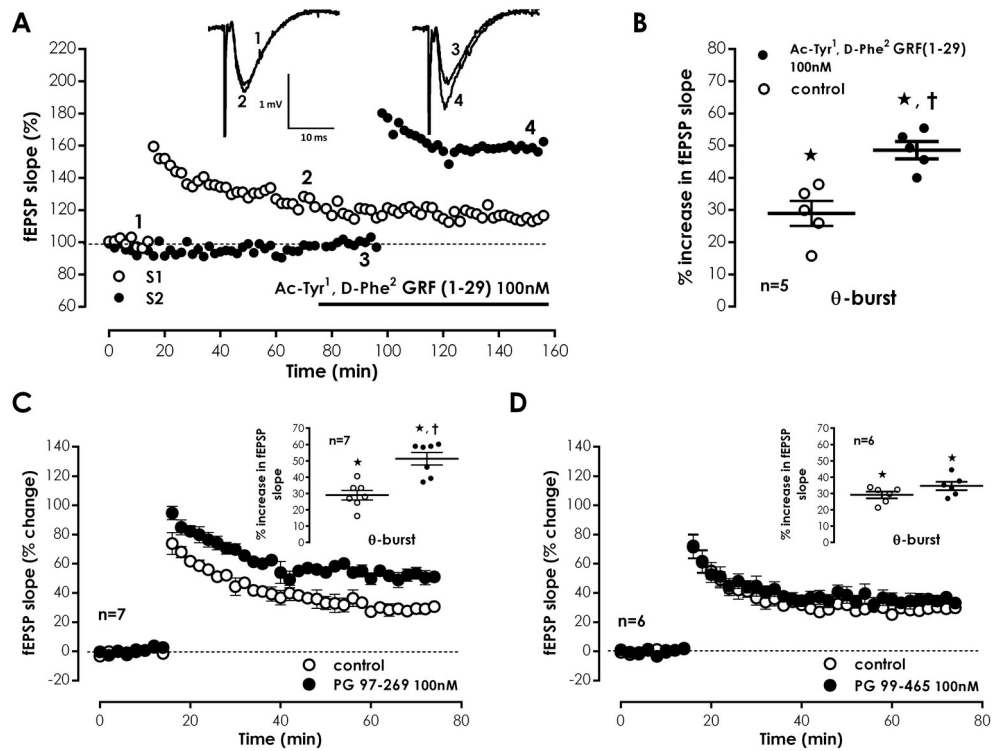 A
fEPSP slope (%)
220
200
180
160
140
120
100
80
60
1
2
1 mV
10 ms
3
4
1
2
3
4
S1
S2
Ac-Tyr¹, D-Phe² GRF (1-29) 100nM
0 20 40 60 80 100 120 140 160
Time (min)
B
% increase in fEPSP slope
80
70
60
50
40
30
20
10
0
Ac-Tyr¹, D-Phe² GRF(1-29)
100nM
control
★
★, †
n=5
θ-burst
C
fEPSP slope (% change)
140
120
100
80
60
40
20
0
-20
n=7
% increase in fEPSP
slope
70
60
50
40
30
20
10
0
n=7
★
★, †
θ-burst
control
PG 97-269 100nM
0 20 40 60 80
Time (min)
D
fEPSP slope (% change)
140
120
100
80
60
40
20
0
-20
n=6
% increase in fEPSP
slope
70
60
50
40
30
20
10
0
n=6
★
★
θ-burst
control
PG 99-465 100nM
0 20 40 60 80
Time (min)